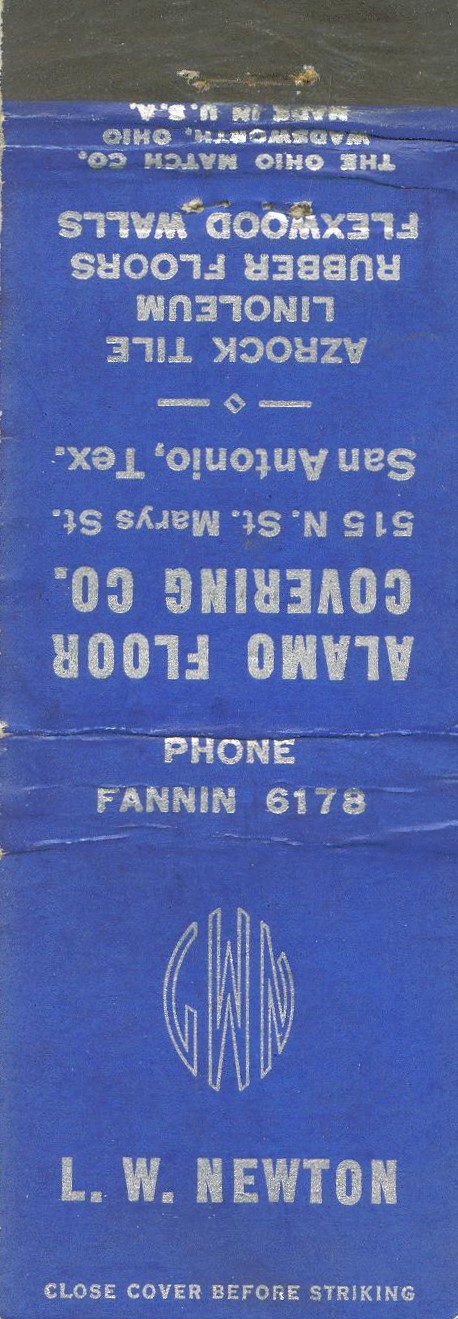 ALAMO FLOOR
COVERING CO.
515 N. St. Marys St.
San Antonio, Tex.
AZROCK TILE
LINOLEUM
RUBBER FLOORS
FLEXWOOD WALLS
THE OHIO MATCH CO.
WADSWORTH, OHIO
MADE IN U.S.A.
PHONE
FANNIN 6178
LWN
L. W. NEWTON
CLOSE COVER BEFORE STRIKING